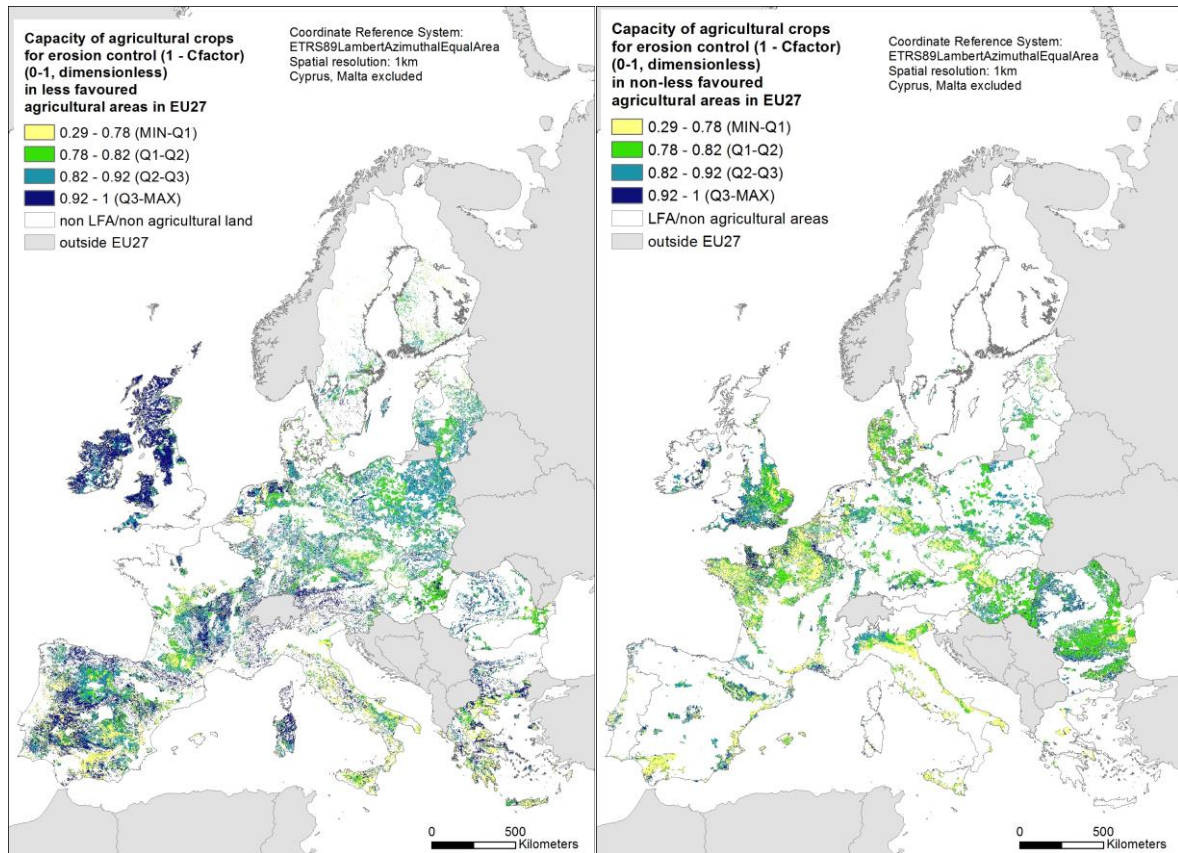 Capacity of agricultural crops
for erosion control (1 - Cfactor)
(0-1, dimensionless)
in less favoured
agricultural areas in EU27
0.29 - 0.78 (MIN-Q1)
0.78 - 0.82 (Q1-Q2)
0.82 - 0.92 (Q2-Q3)
0.92 - 1 (Q3-MAX)
non LFA/non agricultural land
outside EU27
Coordinate Reference System:
ETRS89LambertAzimuthalEqualArea
Spatial resolution: 1km
Cyprus, Malta excluded
0 500
Kilometers
Capacity of agricultural crops
for erosion control (1 - Cfactor)
(0-1, dimensionless)
in non-less favoured
agricultural areas in EU27
0.29 - 0.78 (MIN-Q1)
0.78 - 0.82 (Q1-Q2)
0.82 - 0.92 (Q2-Q3)
0.92 - 1 (Q3-MAX)
LFA/non agricultural areas
outside EU27
Coordinate Reference System:
ETRS89LambertAzimuthalEqualArea
Spatial resolution: 1km
Cyprus, Malta excluded
0 500
Kilometers